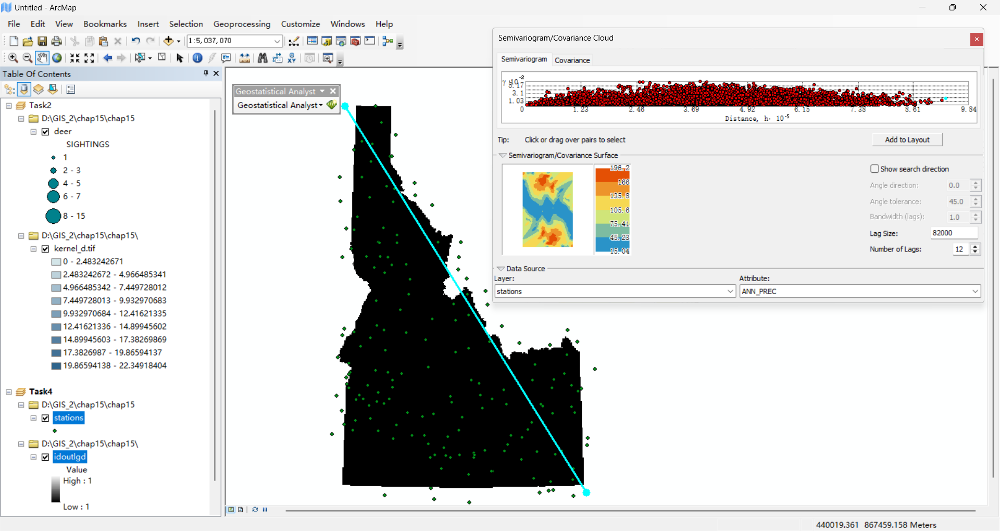 Untitled - ArcMap
File Edit View Bookmarks Insert Selection Geoprocessing Customize Windows Help
1:5,037,070
Table Of Contents
Task2
D:\GIS_2\chap15\chap15
deer
SIGHTINGS
1
2 - 3
4 - 5
6 - 7
8 - 15
D:\GIS_2\chap15\chap15\
kernel_d.tif
0 - 2.483242671
2.483242672 - 4.966485341
4.966485342 - 7.449728012
7.449728013 - 9.932970683
9.932970684 - 12.41621335
12.41621336 - 14.89945602
14.89945603 - 17.38269869
17.3826987 - 19.86594137
19.86594138 - 22.34918404
Task4
D:\GIS_2\chap15\chap15
stations
D:\GIS_2\chap15\chap15\
idoutlgd
Value
High : 1
Low : 1
Geostatistical Analyst
Geostatistical Analyst
Semivariogram/Covariance Cloud
Semivariogram Covariance
γ·10 -2
5.17
3.1
1.03
0 1.23 2.46 3.69 4.92 6.15 7.38 8.61 9.84
Distance, h· 10 -5
Tip: Click or drag over pairs to select
Add to Layout
Semivariogram/Covariance Surface
196.2
166
135.8
105.6
75.41
45.23
15.04
Show search direction
Angle direction: 0.0
Angle tolerance: 45.0
Bandwidth (lags): 1.0
Lag Size: 82000
Number of Lags: 12
Data Source
Layer: Attribute:
stations ANN_PREC
440019.361 867459.158 Meters